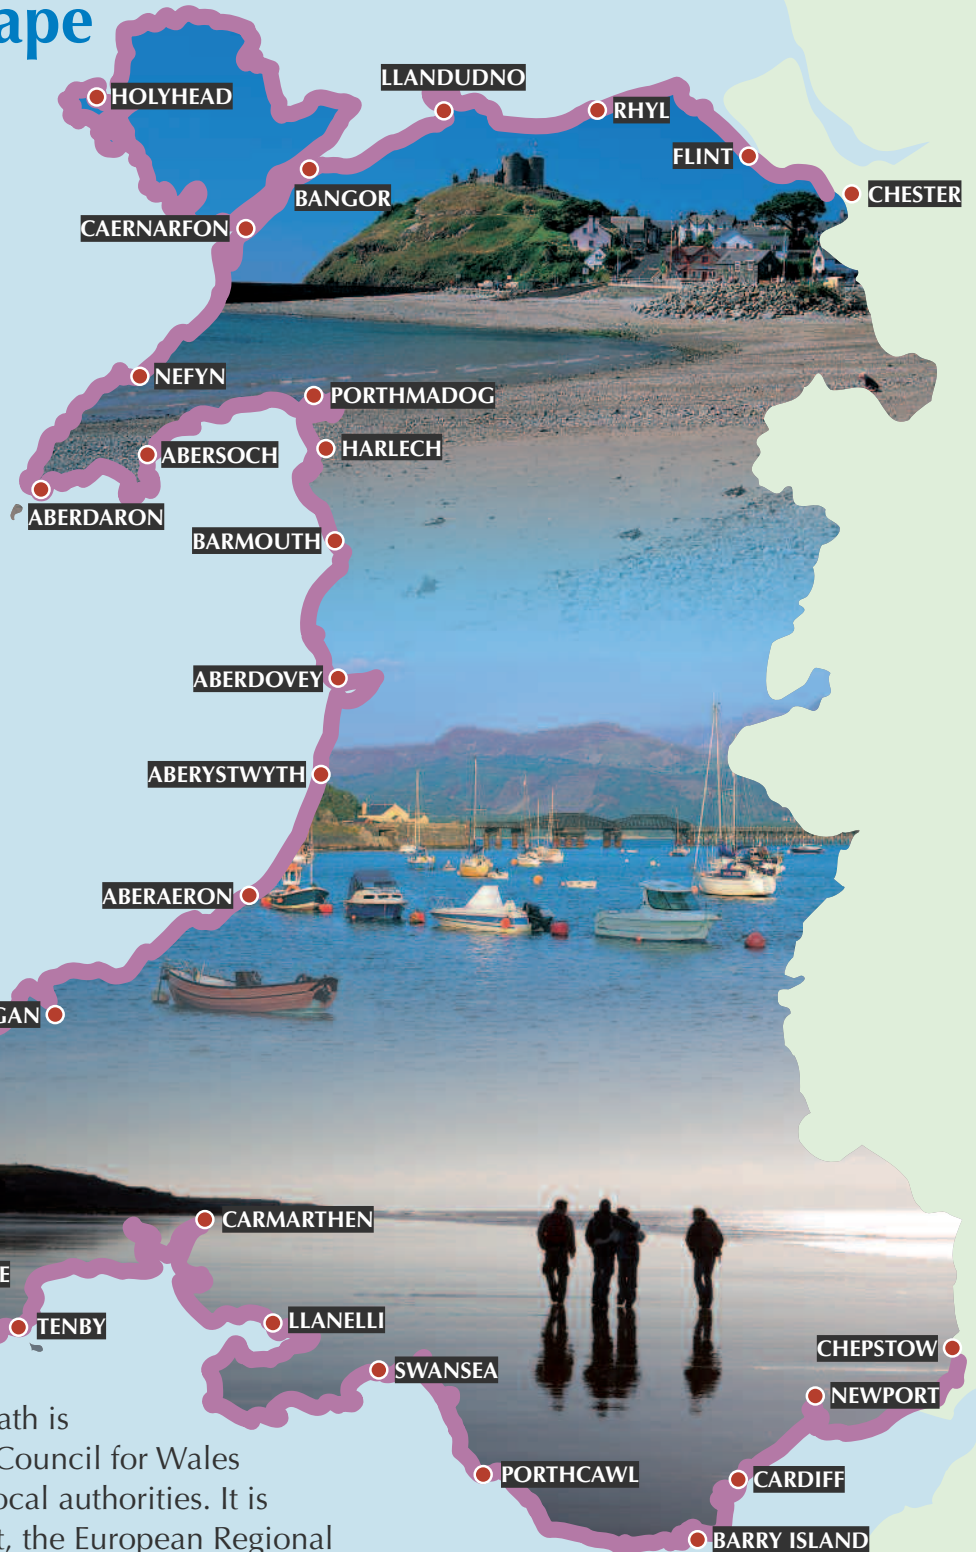 ape
LLANDUDNO
HOLYHEAD
RHYL
FLINT
CHESTER
BANGOR
CAERNARFON
NEFYN
PORTHMADOG
HARLECH
ABERSOCH
ABERDARON
BARMOUTH
ABERDOVEY
ABERYSTWYTH
ABERAERON
GAN
CARMARTHEN
E
TENBY
LLANELLI
CHEPSTOW
SWANSEA
NEWPORT
PORTHCAWL
CARDIFF
BARRY ISLAND
ath is
Council for Wales
ocal authorities. It is
t, the European Regional